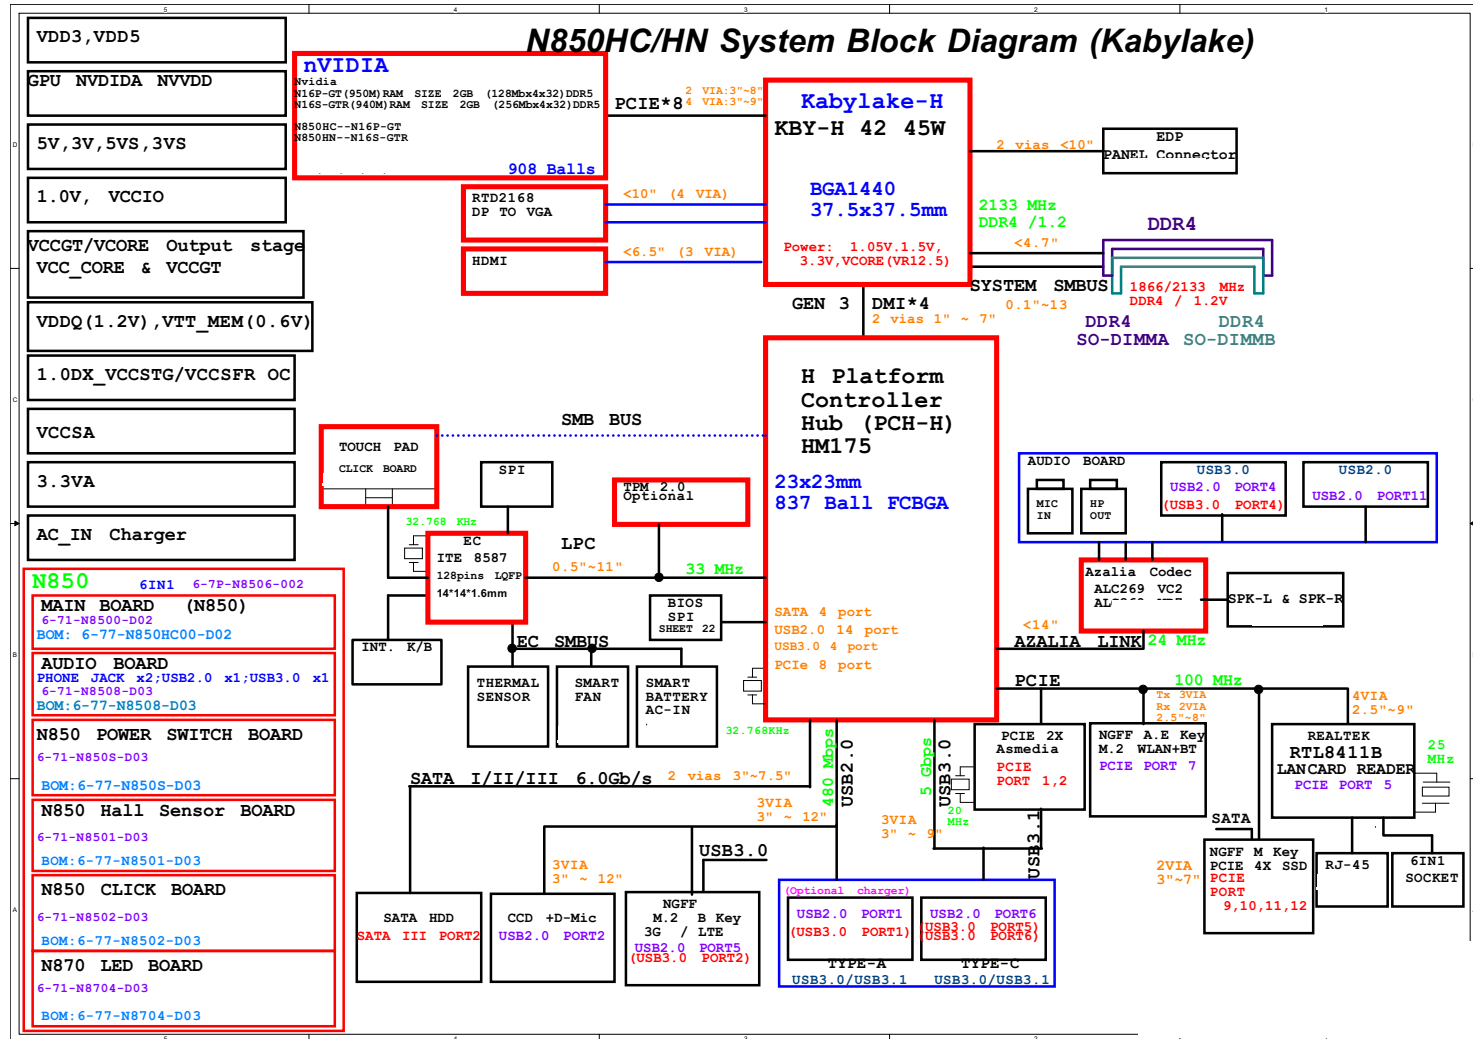 N850HC/HN System Block Diagram (Kabylake)
VDD3,VDD5
GPU NVDIDA NVVDD
5V,3V,5VS,3VS
1.0V, VCCIO
VCCGT/VCORE Output stage
VCC_CORE & VCCGT
VDDQ(1.2V),VTT_MEM(0.6V)
1.0DX_VCCSTG/VCCSFR OC
VCCSA
3.3VA
AC_IN Charger
nVIDIA
Nvidia
N16P-GT(950M)RAM SIZE 2GB (128Mbx4x32)DDR5
N16S-GTR(940M)RAM SIZE 2GB (256Mbx4x32)DDR5
N850HC--N16P-GT
N850HN--N16S-GTR
908 Balls
PCIE*8
2 VIA:3"~8"
4 VIA:3"~9"
RTD2168
DP TO VGA
<10" (4 VIA)
HDMI
<6.5" (3 VIA)
Kabylake-H
KBY-H 42 45W
BGA1440
37.5x37.5mm
Power: 1.05V.1.5V,
3.3V,VCORE(VR12.5)
2 vias <10"
EDP
PANEL Connector
2133 MHz
DDR4 /1.2
<4.7"
DDR4
SYSTEM SMBUS
0.1"~13
1866/2133 MHz
DDR4 / 1.2V
DDR4
SO-DIMMA
DDR4
SO-DIMMB
GEN 3
DMI*4
2 vias 1" ~ 7"
H Platform
Controller
Hub (PCH-H)
HM175
23x23mm
837 Ball FCBGA
SATA 4 port
USB2.0 14 port
USB3.0 4 port
PCIe 8 port
SMB BUS
TOUCH PAD
CLICK BOARD
SPI
TPM 2.0
Optional
32.768 KHz
EC
ITE 8587
128pins LQFP
14*14*1.6mm
LPC
0.5"~11"
33 MHz
BIOS
SPI
SHEET 22
INT. K/B
EC SMBUS
THERMAL
SENSOR
SMART
FAN
SMART
BATTERY
AC-IN
32.768KHz
AUDIO BOARD
MIC
IN
HP
OUT
USB3.0
USB2.0 PORT4
(USB3.0 PORT4)
USB2.0
USB2.0 PORT11
Azalia Codec
ALC269 VC2
SPK-L & SPK-R
<14"
AZALIA LINK
24 MHz
PCIE
100 MHz
Tx 3VIA
Rx 2VIA
2.5"~8"
4VIA
2.5"~9"
PCIE 2X
Asmedia
PCIE
PORT 1,2
20
MHz
NGFF A.E Key
M.2 WLAN+BT
PCIE PORT 7
REALTEK
RTL8411B
LANCARD READER
PCIE PORT 5
25
MHz
SATA
2VIA
3"~7"
NGFF M Key
PCIE 4X SSD
PCIE
PORT
9,10,11,12
RJ-45
6IN1
SOCKET
SATA I/II/III 6.0Gb/s
2 vias 3"~7.5"
480 Mbps
USB2.0
5 Gbps
USB3.0
USB3.1
3VIA
3" ~ 12"
3VIA
3" ~ 9"
3VIA
3" ~ 12"
USB3.0
SATA HDD
SATA III PORT2
CCD +D-Mic
USB2.0 PORT2
NGFF
M.2 B Key
3G / LTE
USB2.0 PORT5
(USB3.0 PORT2)
(Optional charger)
USB2.0 PORT1
(USB3.0 PORT1)
TYPE-A
USB3.0/USB3.1
USB2.0 PORT6
(USB3.0 PORT5)
(USB3.0 PORT6)
TYPE-C
USB3.0/USB3.1
N850 6IN1 6-7P-N8506-002
MAIN BOARD (N850)
6-71-N8500-D02
BOM: 6-77-N850HC00-D02
AUDIO BOARD
PHONE JACK x2;USB2.0 x1;USB3.0 x1
6-71-N8508-D03
BOM:6-77-N8508-D03
N850 POWER SWITCH BOARD
6-71-N850S-D03
BOM:6-77-N850S-D03
N850 Hall Sensor BOARD
6-71-N8501-D03
BOM:6-77-N8501-D03
N850 CLICK BOARD
6-71-N8502-D03
BOM:6-77-N8502-D03
N870 LED BOARD
6-71-N8704-D03
BOM:6-77-N8704-D03